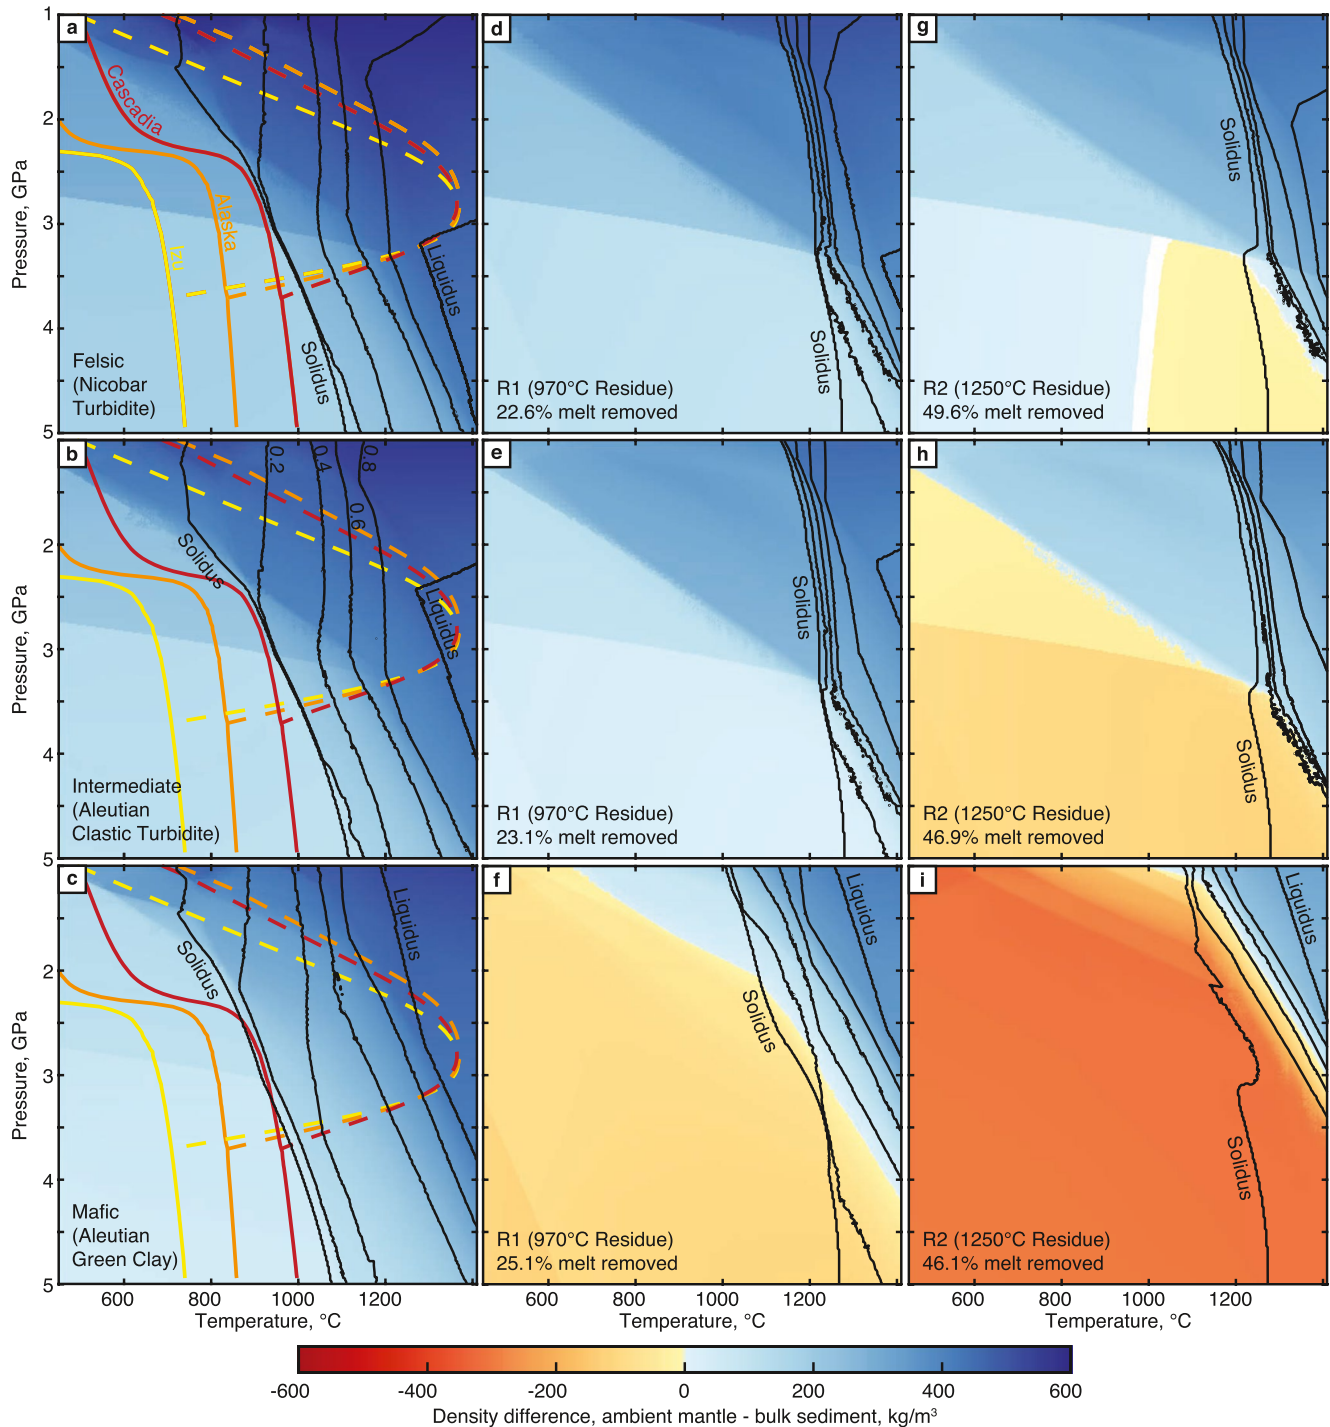 a
Cascadia
Alaska
Izu
Liquidus
Solidus
Felsic
(Nicobar
Turbidite)
d
Solidus
R1 (970°C Residue)
22.6% melt removed
g
Solidus
R2 (1250°C Residue)
49.6% melt removed
1
2
3
4
5
Pressure, GPa
b
0.2
0.4
0.6
0.8
Solidus
Liquidus
Intermediate
(Aleutian
Clastic Turbidite)
e
Solidus
R1 (970°C Residue)
23.1% melt removed
h
Solidus
R2 (1250°C Residue)
46.9% melt removed
2
3
4
5
Pressure, GPa
c
Liquidus
Solidus
Mafic
(Aleutian
Green Clay)
f
Liquidus
Solidus
R1 (970°C Residue)
25.1% melt removed
i
Liquidus
Solidus
R2 (1250°C Residue)
46.1% melt removed
2
3
4
5
Pressure, GPa
600 800 1000 1200
Temperature, °C
600 800 1000 1200
Temperature, °C
600 800 1000 1200
Temperature, °C
-600 -400 -200 0 200 400 600
Density difference, ambient mantle - bulk sediment, kg/m³